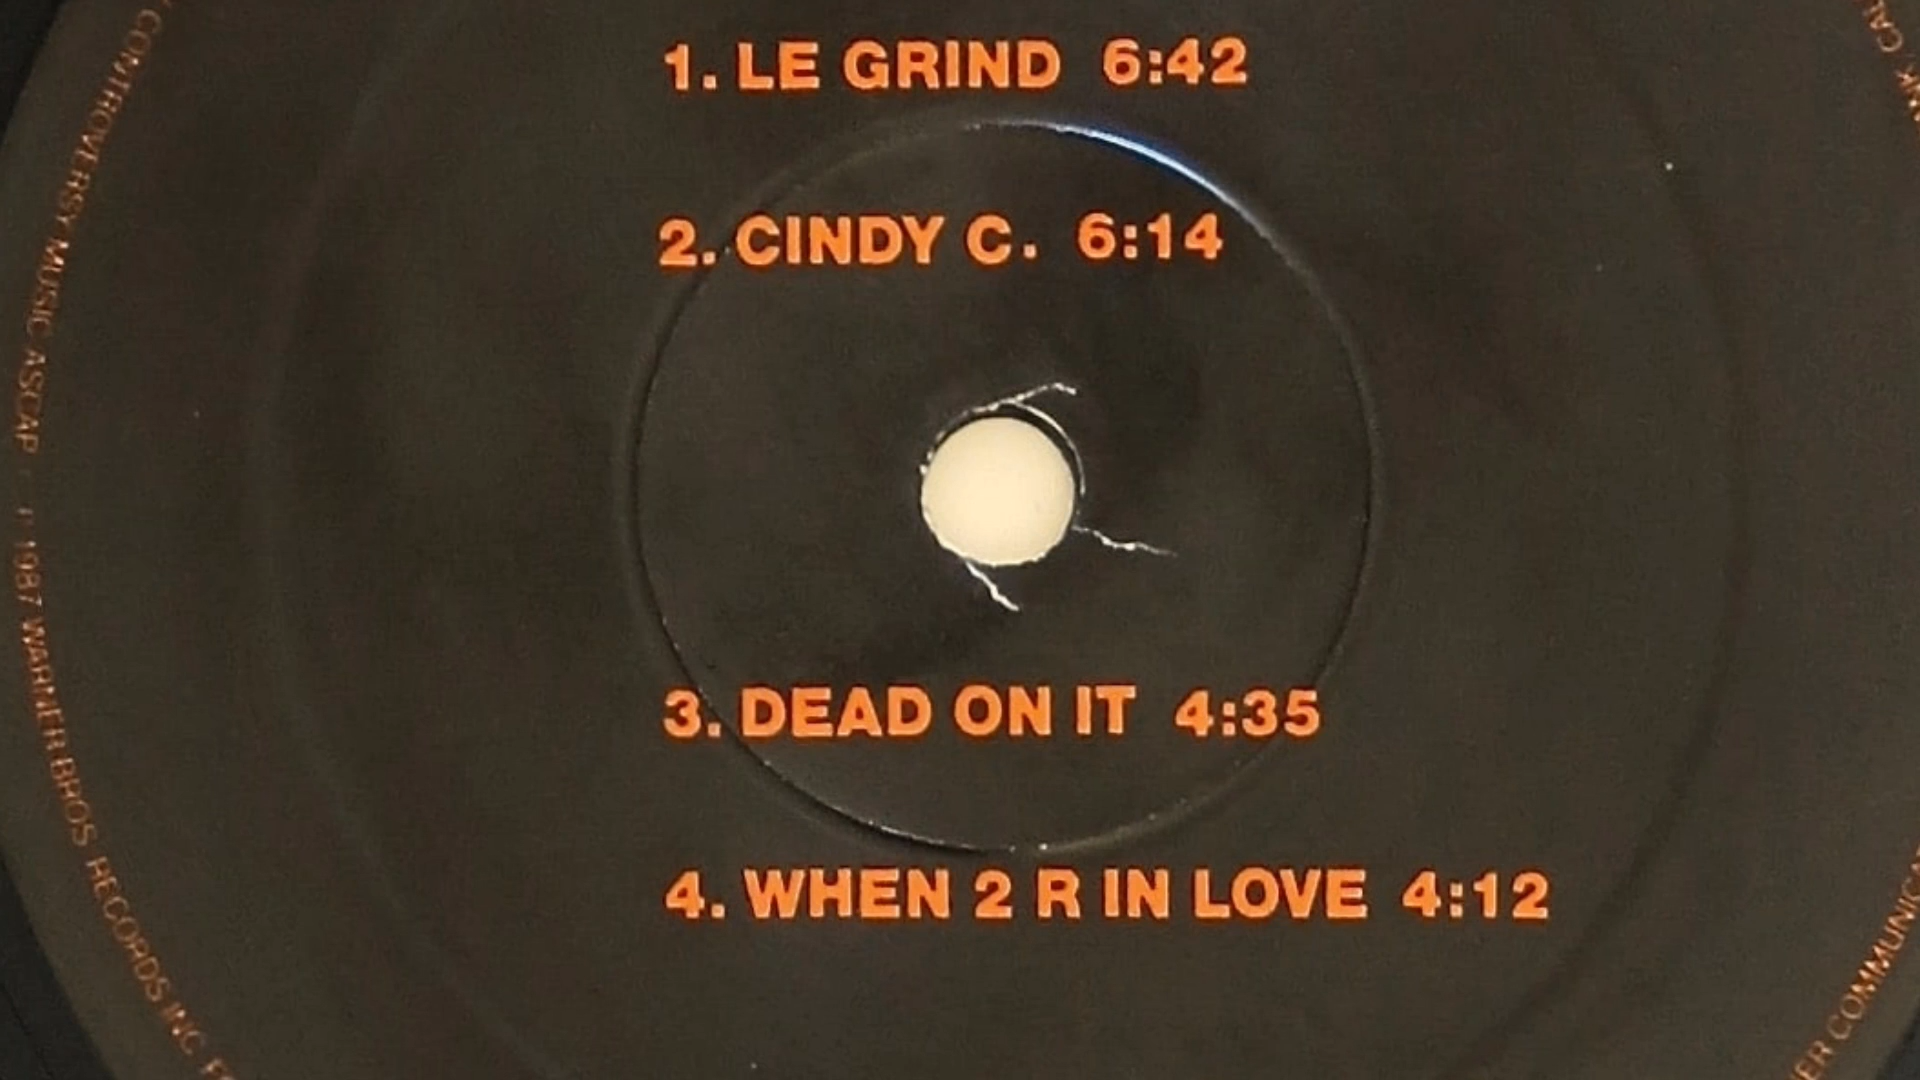 1. LE GRIND 6:42
2. CINDY C. 6:14
3. DEAD ON IT 4:35
4. WHEN 2 R IN LOVE 4:12
CONTROVERSY MUSIC ASCAP
1987 WARNER BROS RECORDS INC
COMMUNICA